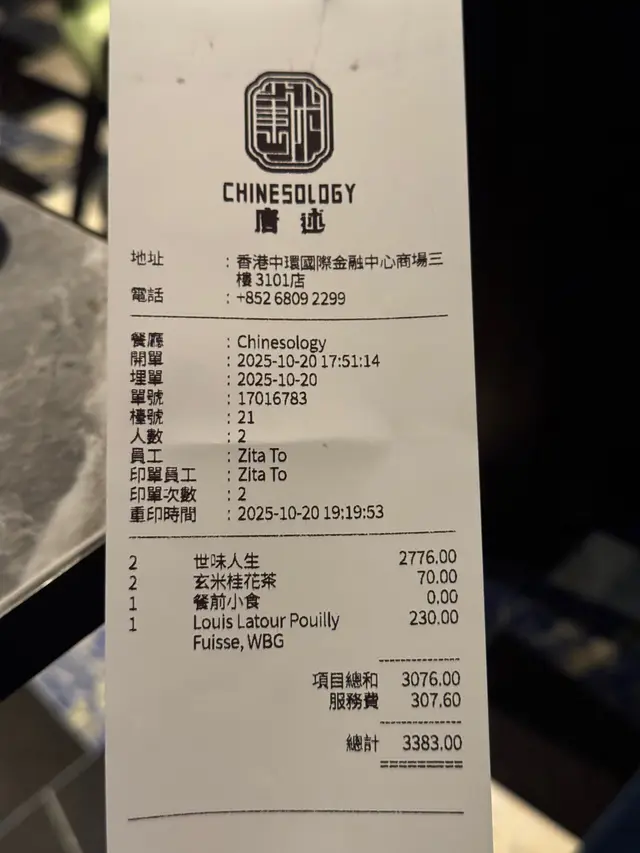 CHINESOLOGY
唐述
地址 : 香港中環國際金融中心商場三
樓 3101店
電話 : +852 6809 2299
餐廳 : Chinesology
開單 : 2025-10-20 17:51:14
埋單 : 2025-10-20
單號 : 17016783
檯號 : 21
人數 : 2
員工 : Zita To
印單員工 : Zita To
印單次數 : 2
重印時間 : 2025-10-20 19:19:53
2 世味人生 2776.00
2 玄米桂花茶 70.00
1 餐前小食 0.00
1 Louis Latour Pouilly 230.00
Fuisse, WBG
項目總和 3076.00
服務費 307.60
總計 3383.00